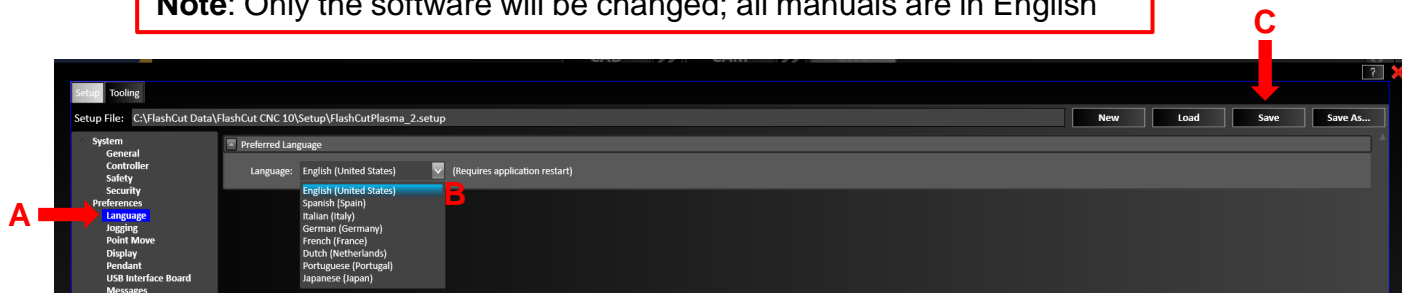 Note: Only the software will be changed; all manuals are in English
C
CAD CAM
?
Setup Tooling
Setup File: C:\FlashCut Data\FlashCut CNC 10\Setup\FlashCutPlasma_2.setup New Load Save Save As...
System
General
Controller
Safety
Security
Preferences
A
Language
Jogging
Point Move
Display
Pendant
USB Interface Board
Messages
Preferred Language
Language: English (United States) (Requires application restart)
English (United States)
B
Spanish (Spain)
Italian (Italy)
German (Germany)
French (France)
Dutch (Netherlands)
Portuguese (Portugal)
Japanese (Japan)